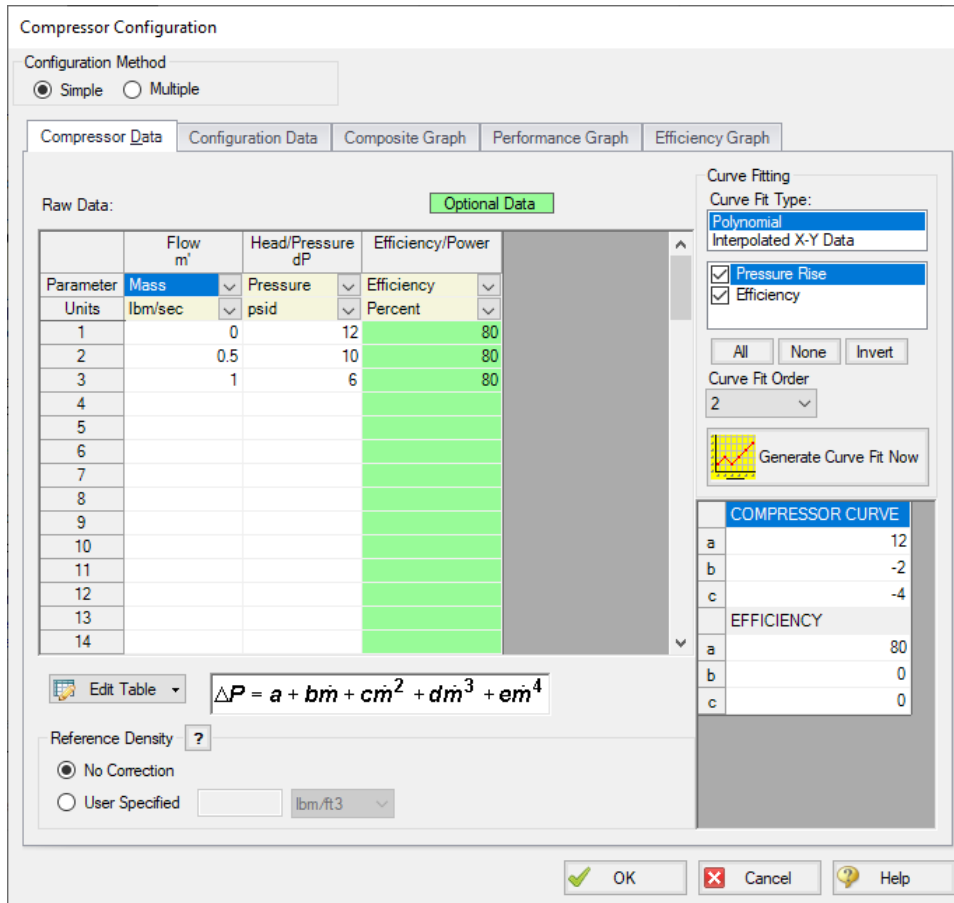 Compressor Configuration
Configuration Method
Simple Multiple
Compressor Data Configuration Data Composite Graph Performance Graph Efficiency Graph
Raw Data: Optional Data
Flow Head/Pressure Efficiency/Power
m' dP
Parameter Mass Pressure Efficiency
Units lbm/sec psid Percent
1 0 12 80
2 0.5 10 80
3 1 6 80
4
5
6
7
8
9
10
11
12
13
14
Edit Table
△P = a + bṁ + cṁ² + dṁ³ + eṁ⁴
Reference Density ?
No Correction
User Specified lbm/ft3
Curve Fitting
Curve Fit Type:
Polynomial
Interpolated X-Y Data
Pressure Rise
Efficiency
All None Invert
Curve Fit Order
2
Generate Curve Fit Now
COMPRESSOR CURVE
a 12
b -2
c -4
EFFICIENCY
a 80
b 0
c 0
OK Cancel Help